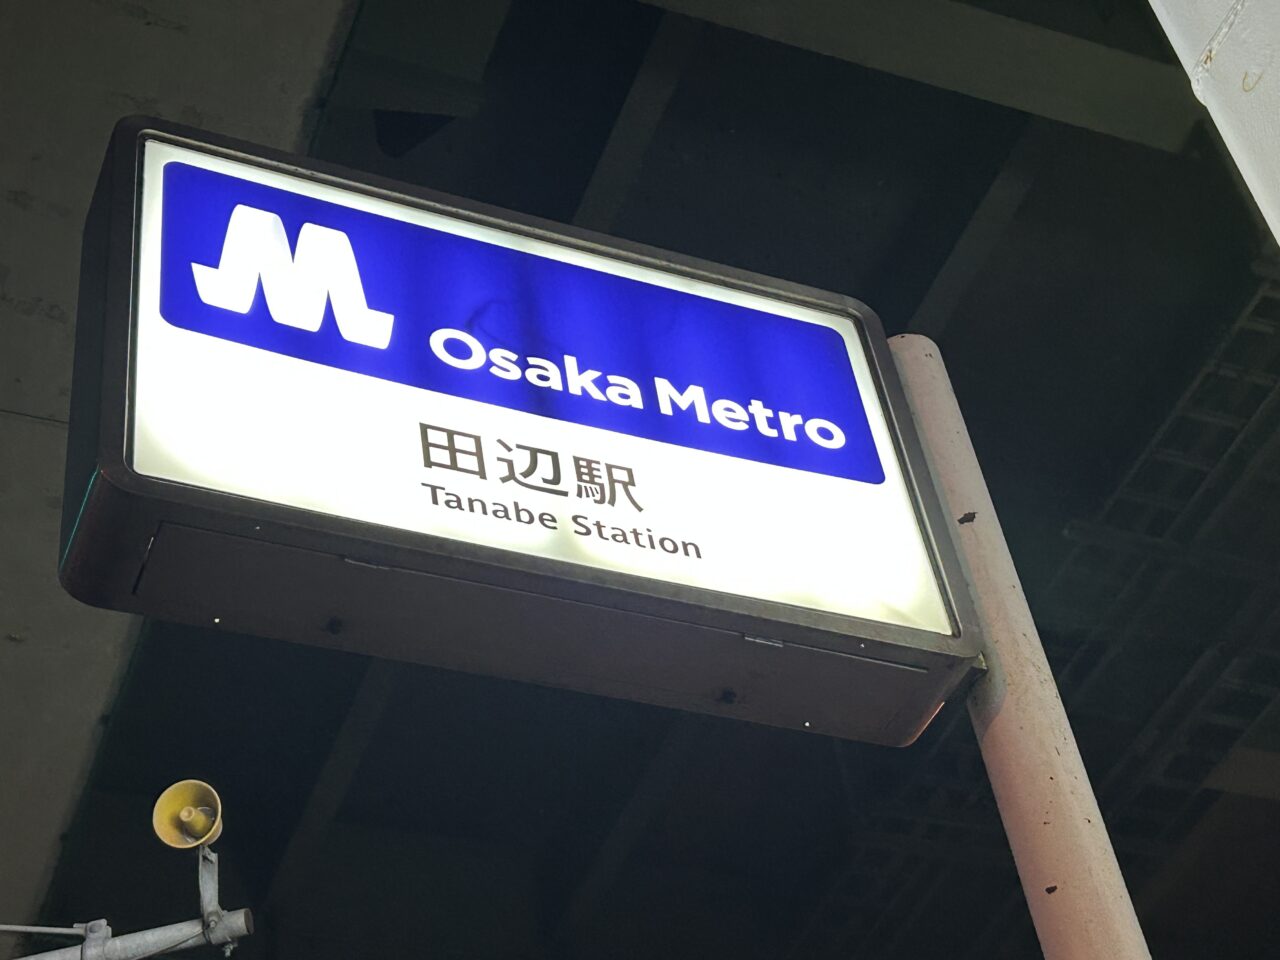 Osaka Metro
田辺駅
Tanabe Station